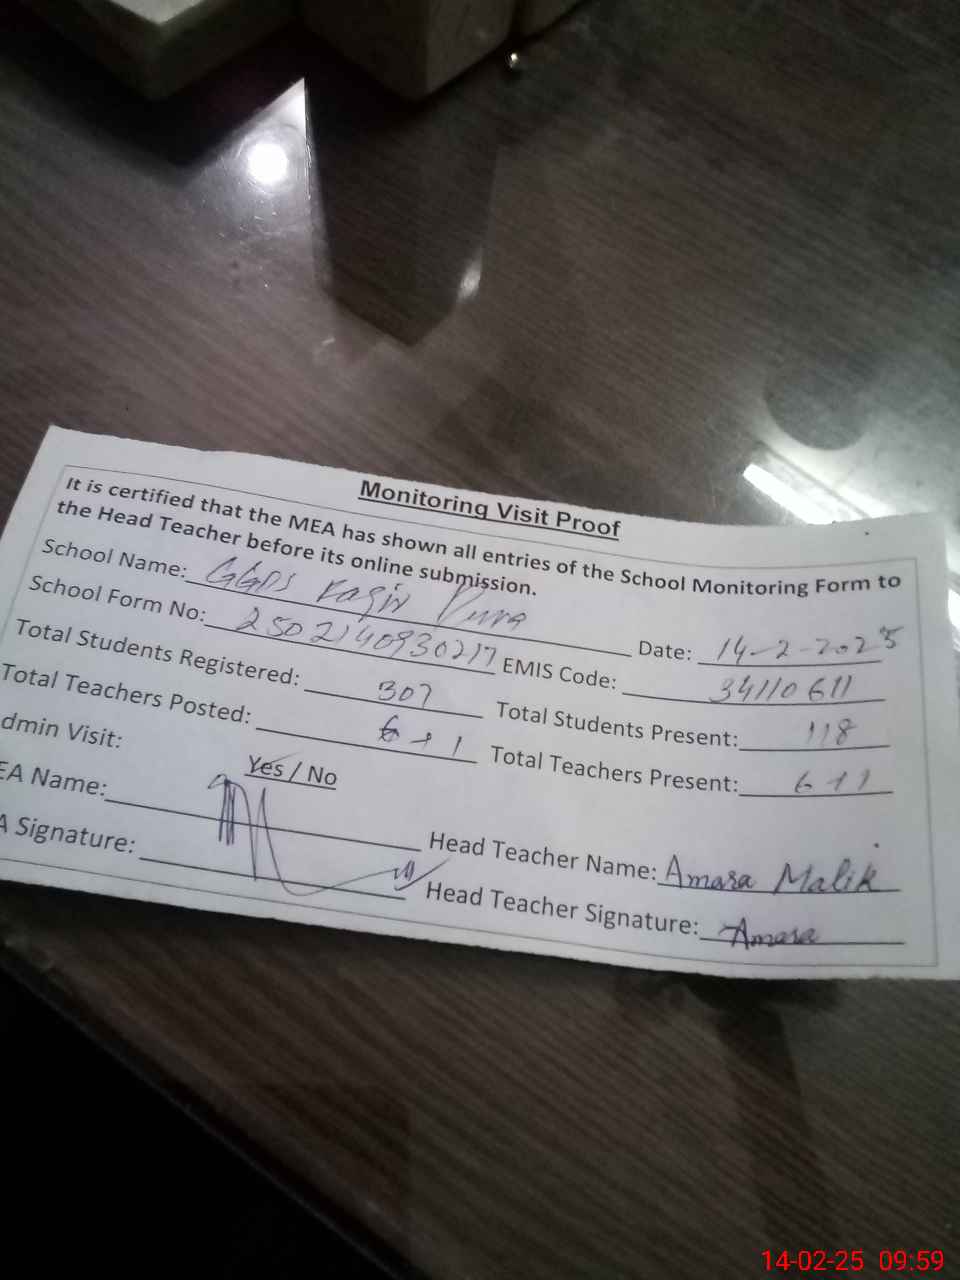 Monitoring Visit Proof
It is certified that the MEA has shown all entries of the School Monitoring Form to
the Head Teacher before its online submission.
School Name: GGPS Pura Date: 14-2-2025
School Form No: 2502140930217 EMIS Code: 34110611
Total Students Registered: 307 Total Students Present: 118
Total Teachers Posted: 6+1 Total Teachers Present: 6+1
dmin Visit: Yes / No
EA Name: Head Teacher Name: Amara Malik
A Signature: Head Teacher Signature: Amara
14-02-25 09:59